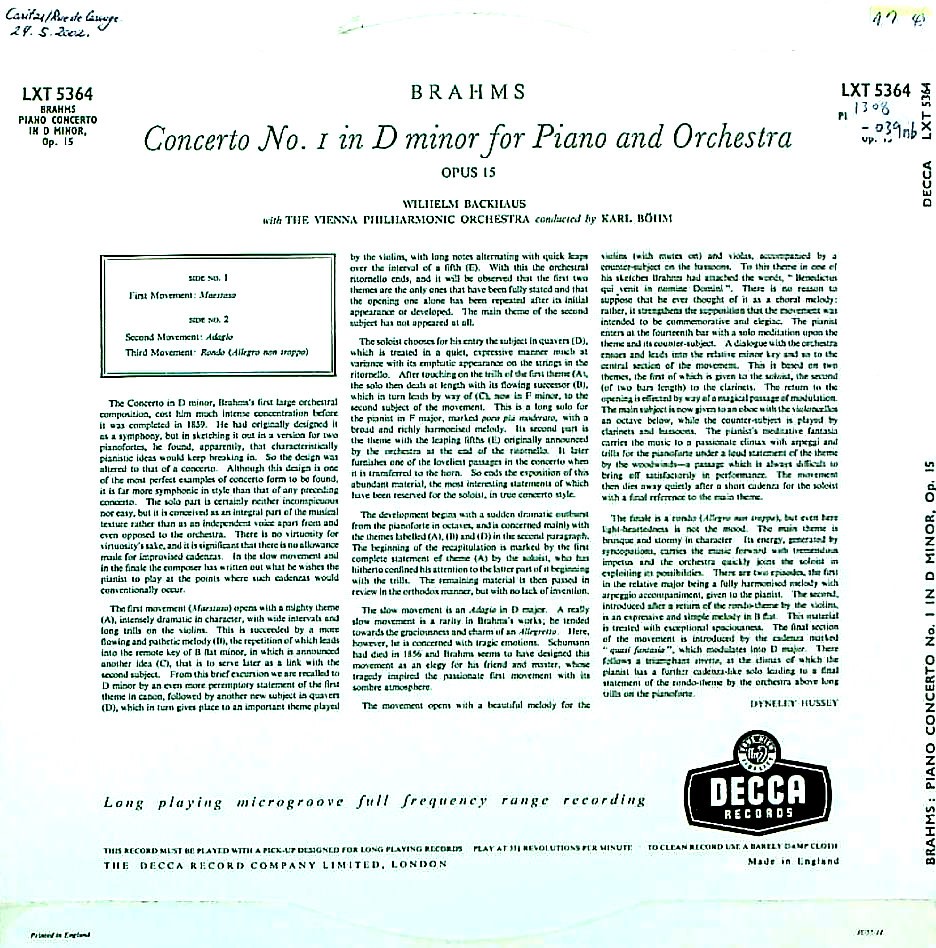 Caritas/Rue de Carouge
29.5.2002.
LXT 5364
BRAHMS
PIANO CONCERTO
IN D MINOR,
Op. 15
BRAHMS
Concerto No. 1 in D minor for Piano and Orchestra
OPUS 15
WILHELM BACKHAUS
with THE VIENNA PHILHARMONIC ORCHESTRA conducted by KARL BÖHM
LXT 5364
PI
1308
-039mb
Op. 15
DECCA LXT 5364
SIDE NO. 1
First Movement: Maestoso
SIDE NO. 2
Second Movement: Adagio
Third Movement: Rondo (Allegro non troppo)
The Concerto in D minor, Brahms's first large orchestral
composition, cost him much intense concentration before
it was completed in 1859. He had originally designed it
as a symphony, but in sketching it out in a version for two
pianofortes, he found, apparently, that characteristically
pianistic ideas would keep breaking in. So the design was
altered to that of a concerto. Although this design is one
of the most perfect examples of concerto form to be found,
it is far more symphonic in style than that of any preceding
concerto. The solo part is certainly neither inconspicuous
nor easy, but it is conceived as an integral part of the musical
texture rather than as an independent voice apart from and
even opposed to the orchestra. There is no virtuosity for
virtuosity's sake, and it is significant that there is no allowance
made for improvised cadenzas. In the slow movement and
in the finale the composer has written out what he wishes the
pianist to play at the points where such cadenzas would
conventionally occur.
The first movement (Maestoso) opens with a mighty theme
(A), intensely dramatic in character, with wide intervals and
long trills on the violins. This is succeeded by a more
flowing and pathetic melody (B), the repetition of which leads
into the remote key of B flat minor, in which is announced
another idea (C), that is to serve later as a link with the
second subject. From this brief excursion we are recalled to
D minor by an even more peremptory statement of the first
theme in canon, followed by another new subject in quavers
(D), which in turn gives place to an important theme played
by the violins, with long notes alternating with quick leaps
over the interval of a fifth (E). With this the orchestral
ritornello ends, and it will be observed that the first two
themes are the only ones that have been fully stated and that
the opening one alone has been repeated after its initial
appearance or developed. The main theme of the second
subject has not appeared at all.
The soloist chooses for his entry the subject in quavers (D),
which is treated in a quiet, expressive manner much at
variance with its emphatic appearance on the strings in the
ritornello. After touching on the trills of the first theme (A),
the solo then deals at length with its flowing successor (B),
which in turn leads by way of (C), now in F minor, to the
second subject of the movement. This is a long solo for
the pianist in F major, marked poco più moderato, with a
broad and richly harmonised melody. Its second part is
the theme with the leaping fifths (E) originally announced
by the orchestra at the end of the ritornello. It later
furnishes one of the loveliest passages in the concerto when
it is transferred to the horn. So ends the exposition of this
abundant material, the most interesting statements of which
have been reserved for the soloist, in true concerto style.
The development begins with a sudden dramatic outburst
from the pianoforte in octaves, and is concerned mainly with
the themes labelled (A), (B) and (D) in the second paragraph.
The beginning of the recapitulation is marked by the first
complete statement of theme (A) by the soloist, who has
hitherto confined his attention to the latter part of it beginning
with the trills. The remaining material is then passed in
review in the orthodox manner, but with no lack of invention.
The slow movement is an Adagio in D major. A really
slow movement is a rarity in Brahms's works; he tended
towards the graciousness and charm of an Allegretto. Here,
however, he is concerned with tragic emotions. Schumann
had died in 1856 and Brahms seems to have designed this
movement as an elegy for his friend and master, whose
tragedy inspired the passionate first movement with its
sombre atmosphere.
The movement opens with a beautiful melody for the
violins (with mutes on) and violas, accompanied by a
counter-subject on the bassoons. To this theme in one of
his sketches Brahms had attached the words, "Benedictus
qui venit in nomine Domini". There is no reason to
suppose that he ever thought of it as a choral melody;
rather, it strengthens the supposition that the movement was
intended to be commemorative and elegiac. The pianist
enters at the fourteenth bar with a solo meditation upon the
theme and its counter-subject. A dialogue with the orchestra
ensues and leads into the relative minor key and so to the
central section of the movement. This is based on two
themes, the first of which is given to the soloist, the second
(of two bars length) to the clarinets. The return to the
opening is effected by way of a magical passage of modulation.
The main subject is now given to an oboe with the violoncellos
an octave below, while the counter-subject is played by
clarinets and bassoons. The pianist's meditative fantasia
carries the music to a passionate climax with arpeggi and
trills for the pianoforte under a loud statement of the theme
by the woodwinds—a passage which is always difficult to
bring off satisfactorily in performance. The movement
then dies away quietly after a short cadenza for the soloist
with a final reference to the main theme.
The finale is a rondo (Allegro non troppo), but even here
light-heartedness is not the mood. The main theme is
brusque and stormy in character. Its energy, generated by
syncopations, carries the music forward with tremendous
impetus and the orchestra quickly joins the soloist in
exploiting its possibilities. There are two episodes, the first
in the relative major being a fully harmonised melody with
arpeggio accompaniment, given to the pianist. The second,
introduced after a return of the rondo-theme by the violins,
is an expressive and simple melody in B flat. This material
is treated with exceptional spaciousness. The final section
of the movement is introduced by the cadenza marked
"quasi fantasia", which modulates into D major. There
follows a triumphant stretto, at the climax of which the
pianist has a further cadenza-like solo leading to a final
statement of the rondo-theme by the orchestra above long
trills on the pianoforte.
DYNELEY HUSSEY
Long playing microgroove full frequency range recording
DECCA
RECORDS
THIS RECORD MUST BE PLAYED WITH A PICK-UP DESIGNED FOR LONG PLAYING RECORDS PLAY AT 33⅓ REVOLUTIONS PER MINUTE TO CLEAN RECORD USE A BARELY DAMP CLOTH
THE DECCA RECORD COMPANY LIMITED, LONDON
Made in England
BRAHMS: PIANO CONCERTO No. 1 IN D MINOR, Op. 15
Printed in England